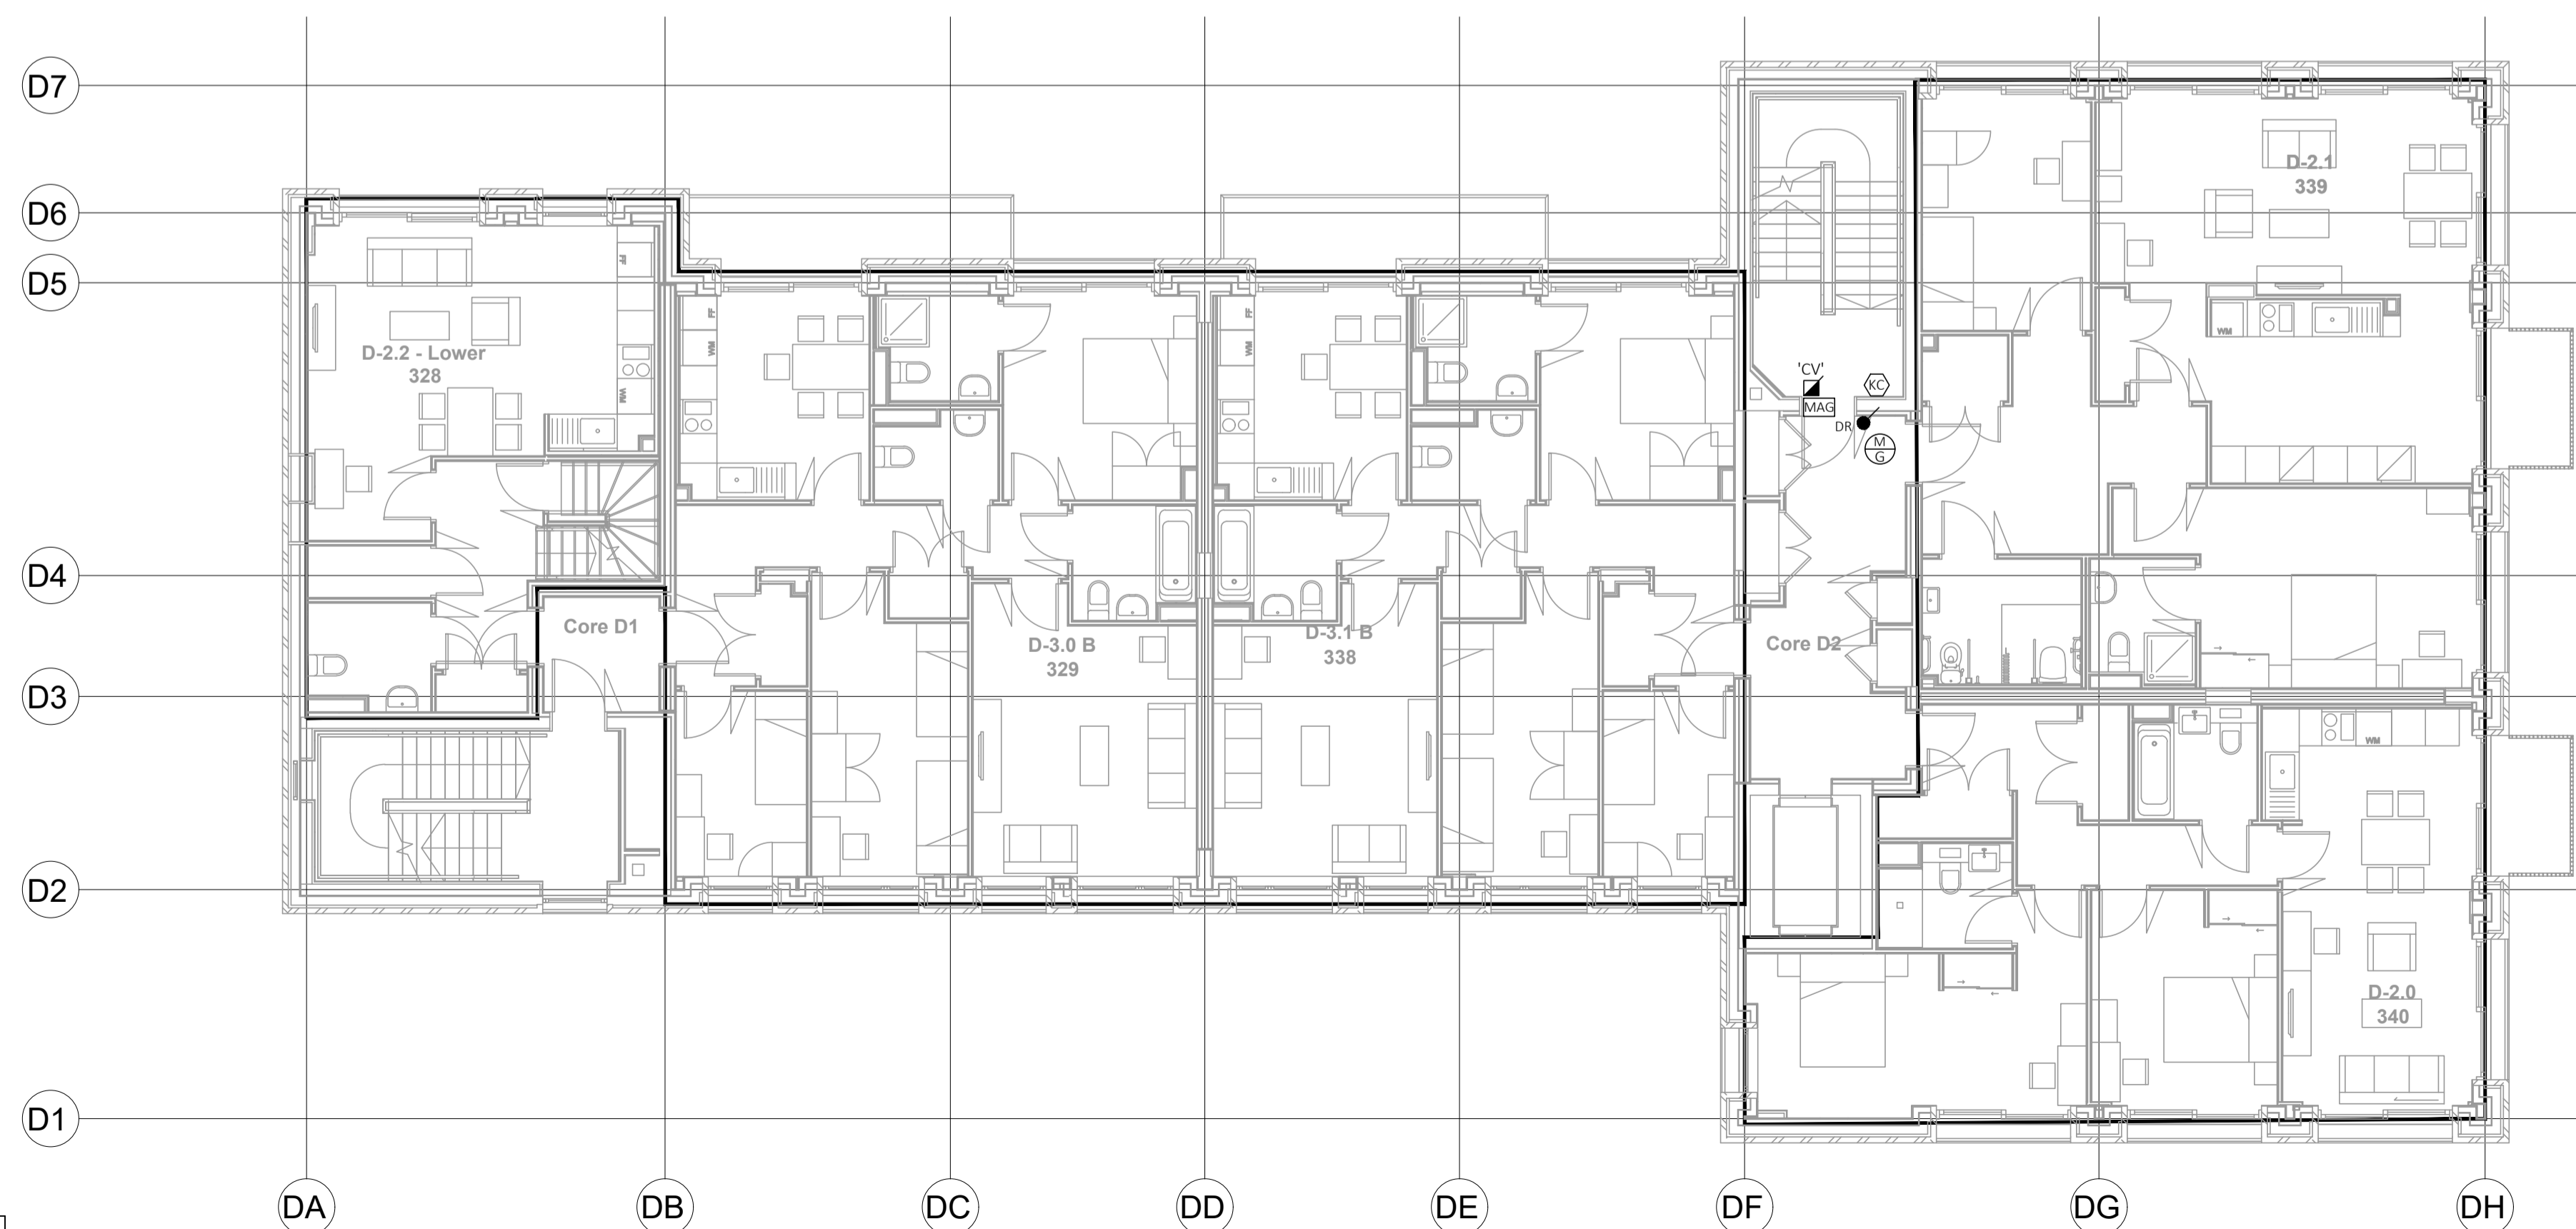 D7
D-2.1
339
D6
FF
D5
FF
WM
FF
WM
WM
D-2.2 - Lower
328
'CV'
KC
MAG
WM
DR
M
G
D4
Core D1
D-3.0 B
329
D-3.1 B
338
Core D2
D3
WM
D2
D-2.0
340
D1
DA
DB
DC
DD
DE
DF
DG
DH